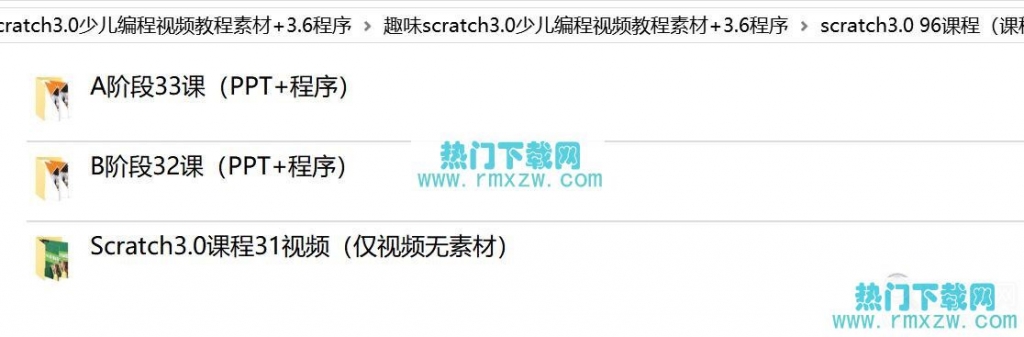 cratch3.0少儿编程视频教程素材+3.6程序 > 趣味scratch3.0少儿编程视频教程素材+3.6程序 > scratch3.0 96课程（课程
A阶段33课（PPT+程序）
热门下载网
www.rmxzw.com
B阶段32课（PPT+程序）
Scratch3.0课程31视频（仅视频无素材）
热门下载网
www.rmxzw.com